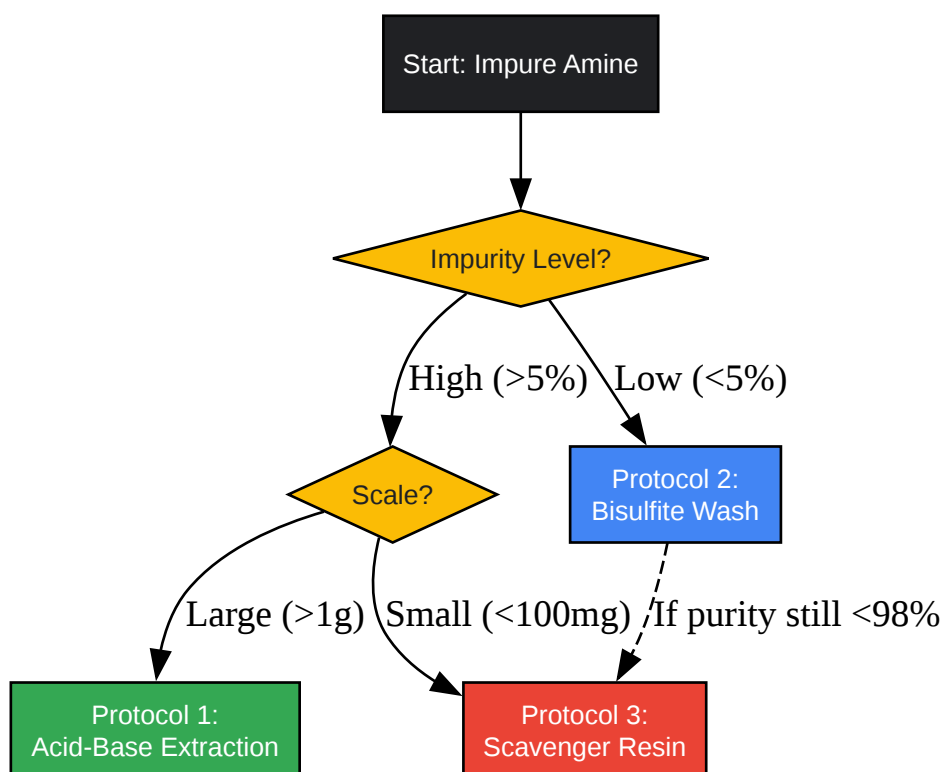 Start: Impure Amine
Impurity Level?
High (>5%)
Low (<5%)
Scale?
Protocol 2:
Bisulfite Wash
Large (>1g)
Small (<100mg)
If purity still <98%
Protocol 1:
Acid-Base Extraction
Protocol 3:
Scavenger Resin